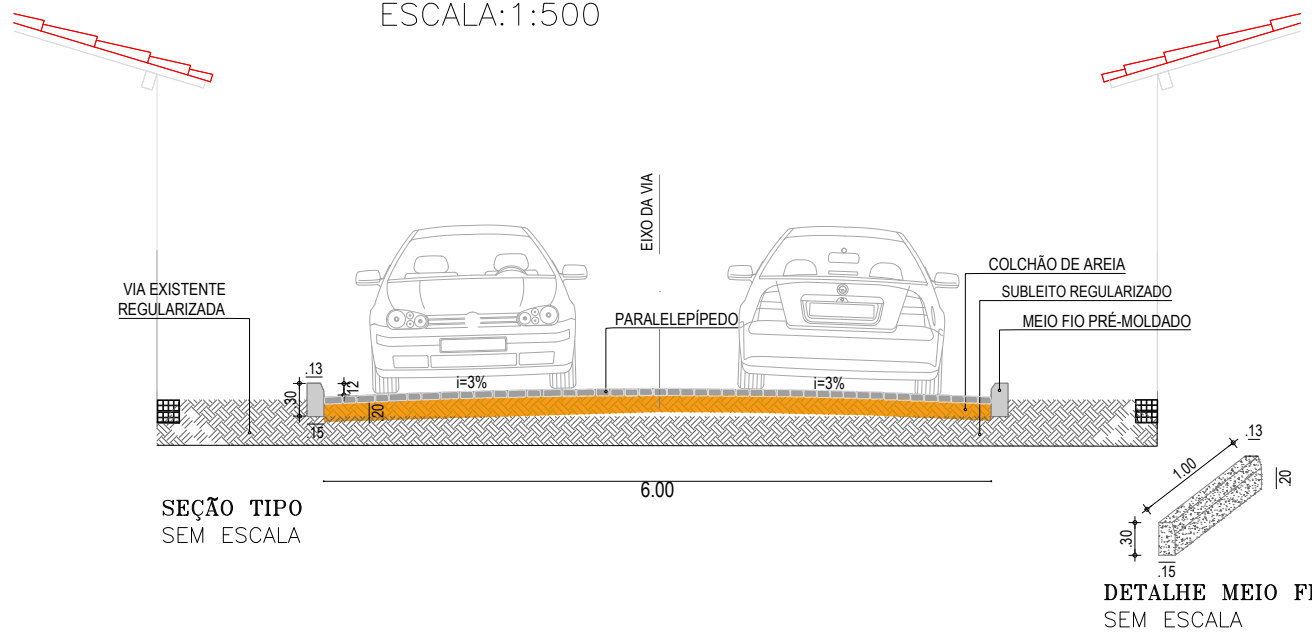 ESCALA:1:500
EIXO DA VIA
VIA EXISTENTE
REGULARIZADA
PARALELEPÍPEDO
COLCHÃO DE AREIA
SUBLEITO REGULARIZADO
MEIO FIO PRÉ-MOLDADO
.13
.12
.30
.15
.20
i=3%
i=3%
6.00
SEÇÃO TIPO
SEM ESCALA
.13
1.00
.20
.30
.15
DETALHE MEIO FI
SEM ESCALA